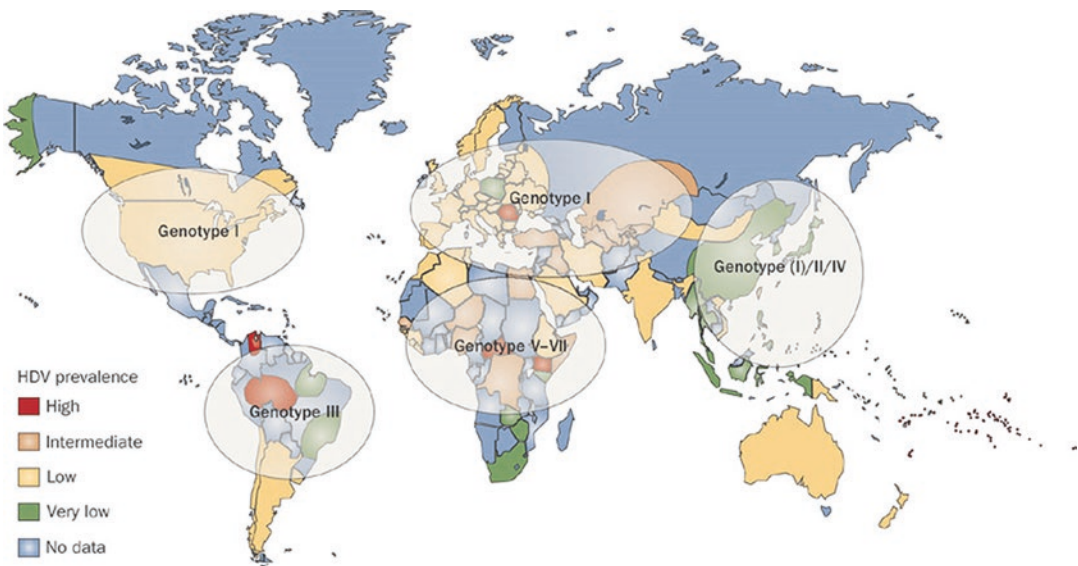 Genotype I
Genotype I
Genotype (I)/II/IV
Genotype V–VII
Genotype III
HDV prevalence
High
Intermediate
Low
Very low
No data